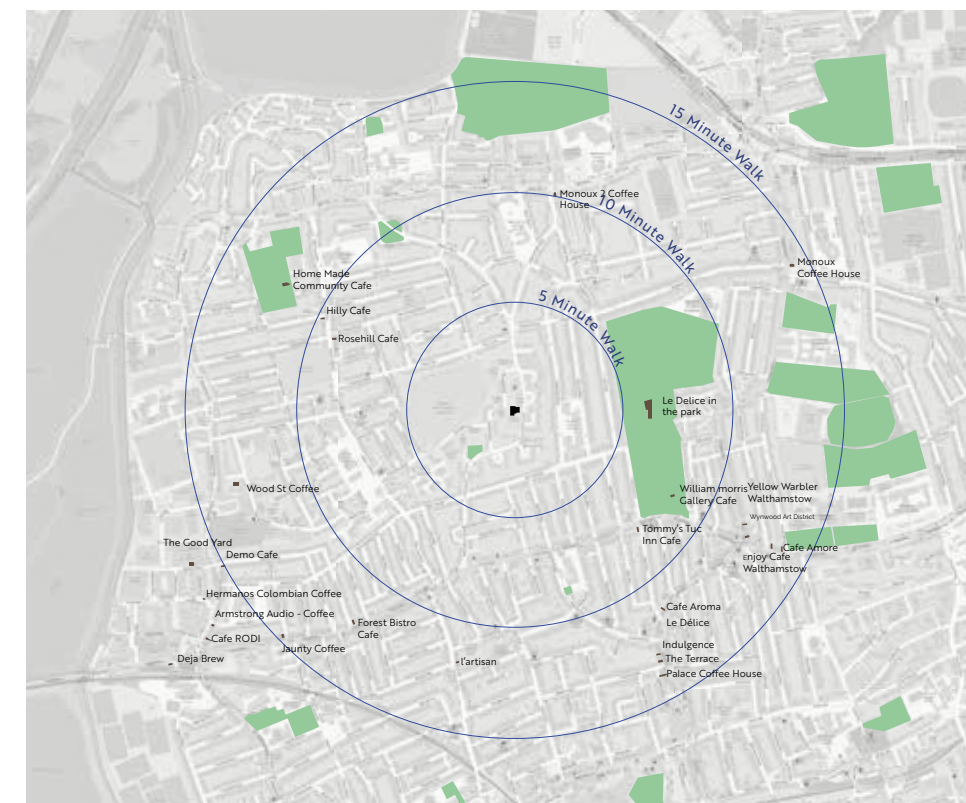 15 Minute Walk
Monoux 2 Coffee
House
10 Minute Walk
Monoux
Coffee House
Home Made
Community Cafe
5 Minute Walk
Hilly Cafe
Rosehill Cafe
Le Delice in
the park
Wood St Coffee
William morris
Gallery Cafe
Yellow Warbler
Walthamstow
Wynwood Art District
Tommy's Tuc
Inn Cafe
The Good Yard
Demo Cafe
Cafe Amore
Enjoy Cafe
Walthamstow
Hermanos Colombian Coffee
Armstrong Audio - Coffee
Cafe Aroma
Le Délice
Forest Bistro
Cafe
Cafe RODI
Jaunty Coffee
Indulgence
Deja Brew
l'artisan
The Terrace
Palace Coffee House